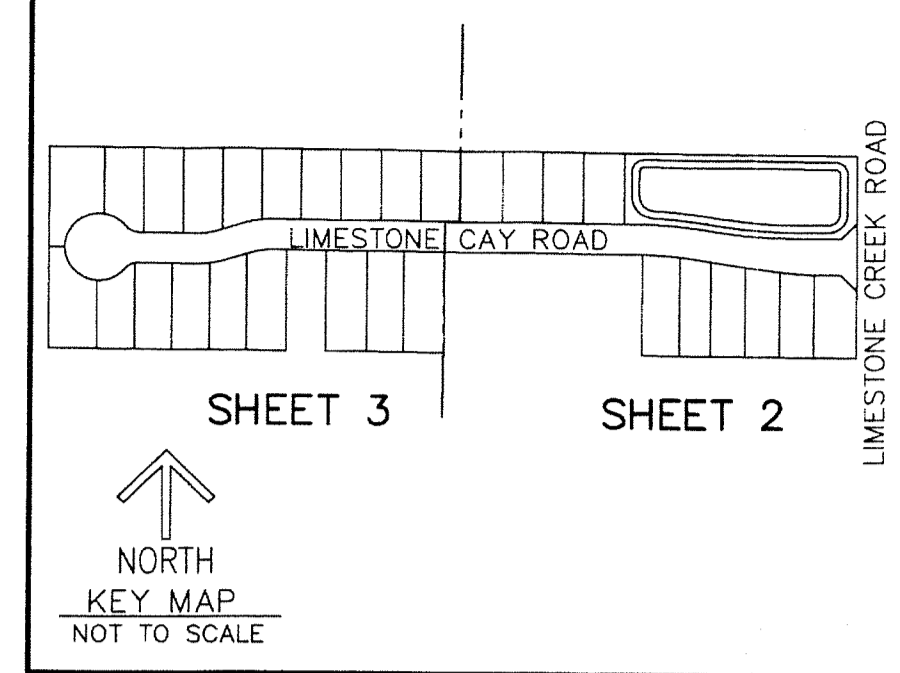 LIMESTONE CAY ROAD
LIMESTONE CREEK ROAD
SHEET 3
SHEET 2
NORTH
KEY MAP
NOT TO SCALE